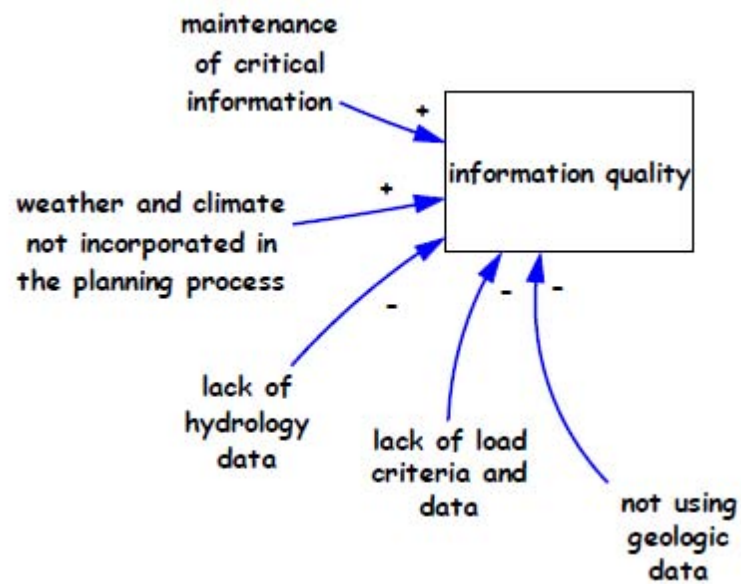 maintenance
of critical
information
+
information quality
+
weather and climate
not incorporated in
the planning process
-
lack of
hydrology
data
-
lack of load
criteria and
data
-
not using
geologic
data